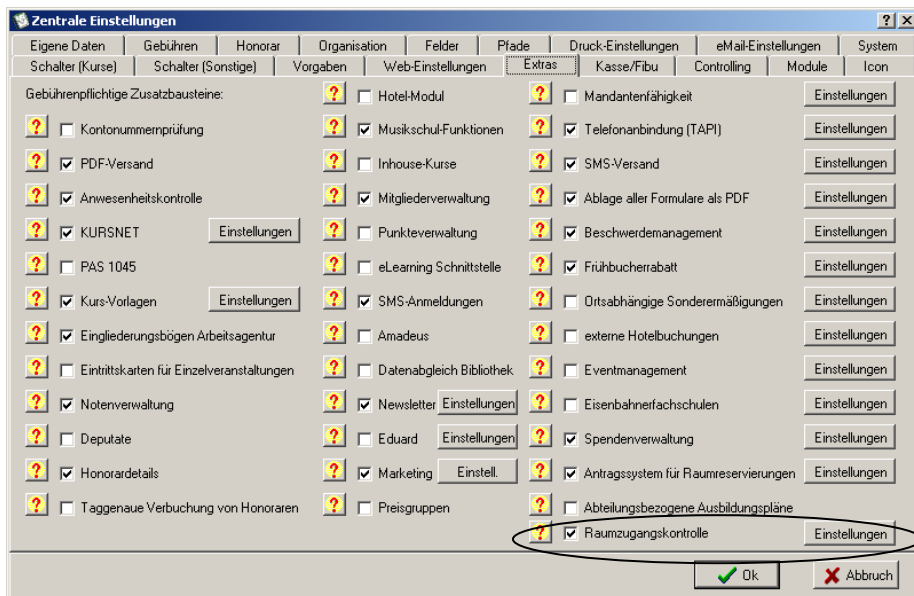 Zentrale Einstellungen
Eigene Daten Gebühren Honorar Organisation Felder Pfade Druck-Einstellungen eMail-Einstellungen System
Schalter (Kurse) Schalter (Sonstige) Vorgaben Web-Einstellungen Extras Kasse/Fibu Controlling Module Icon
Gebührenpflichtige Zusatzbausteine: ? Hotel-Modul ? Mandantenfähigkeit Einstellungen
? Kontonummernprüfung ? Musikschul-Funktionen ? Telefonanbindung (TAPI) Einstellungen
? PDF-Versand ? Inhouse-Kurse ? SMS-Versand Einstellungen
? Anwesenheitskontrolle ? Mitgliederverwaltung ? Ablage aller Formulare als PDF Einstellungen
? KURSNET Einstellungen ? Punkteverwaltung ? Beschwerdemanagement Einstellungen
? PAS 1045 ? eLearning Schnittstelle ? Frühbucherrabatt Einstellungen
? Kurs-Vorlagen Einstellungen ? SMS-Anmeldungen ? Ortsabhängige Sonderermäßigungen Einstellungen
? Eingliederungsbögen Arbeitsagentur ? Amadeus ? externe Hotelbuchungen Einstellungen
? Eintrittskarten für Einzelveranstaltungen ? Datenabgleich Bibliothek ? Eventmanagement Einstellungen
? Notenverwaltung ? Newsletter Einstellungen ? Eisenbahnerfachschulen Einstellungen
? Deputate ? Eduard Einstellungen ? Spendenverwaltung Einstellungen
? Honorardetails ? Marketing Einstell. ? Antragssystem für Raumreservierungen Einstellungen
? Taggenaue Verbuchung von Honoraren ? Preisgruppen ? Abteilungsbezogene Ausbildungspläne
? Raumzugangskontrolle Einstellungen
Ok Abbruch